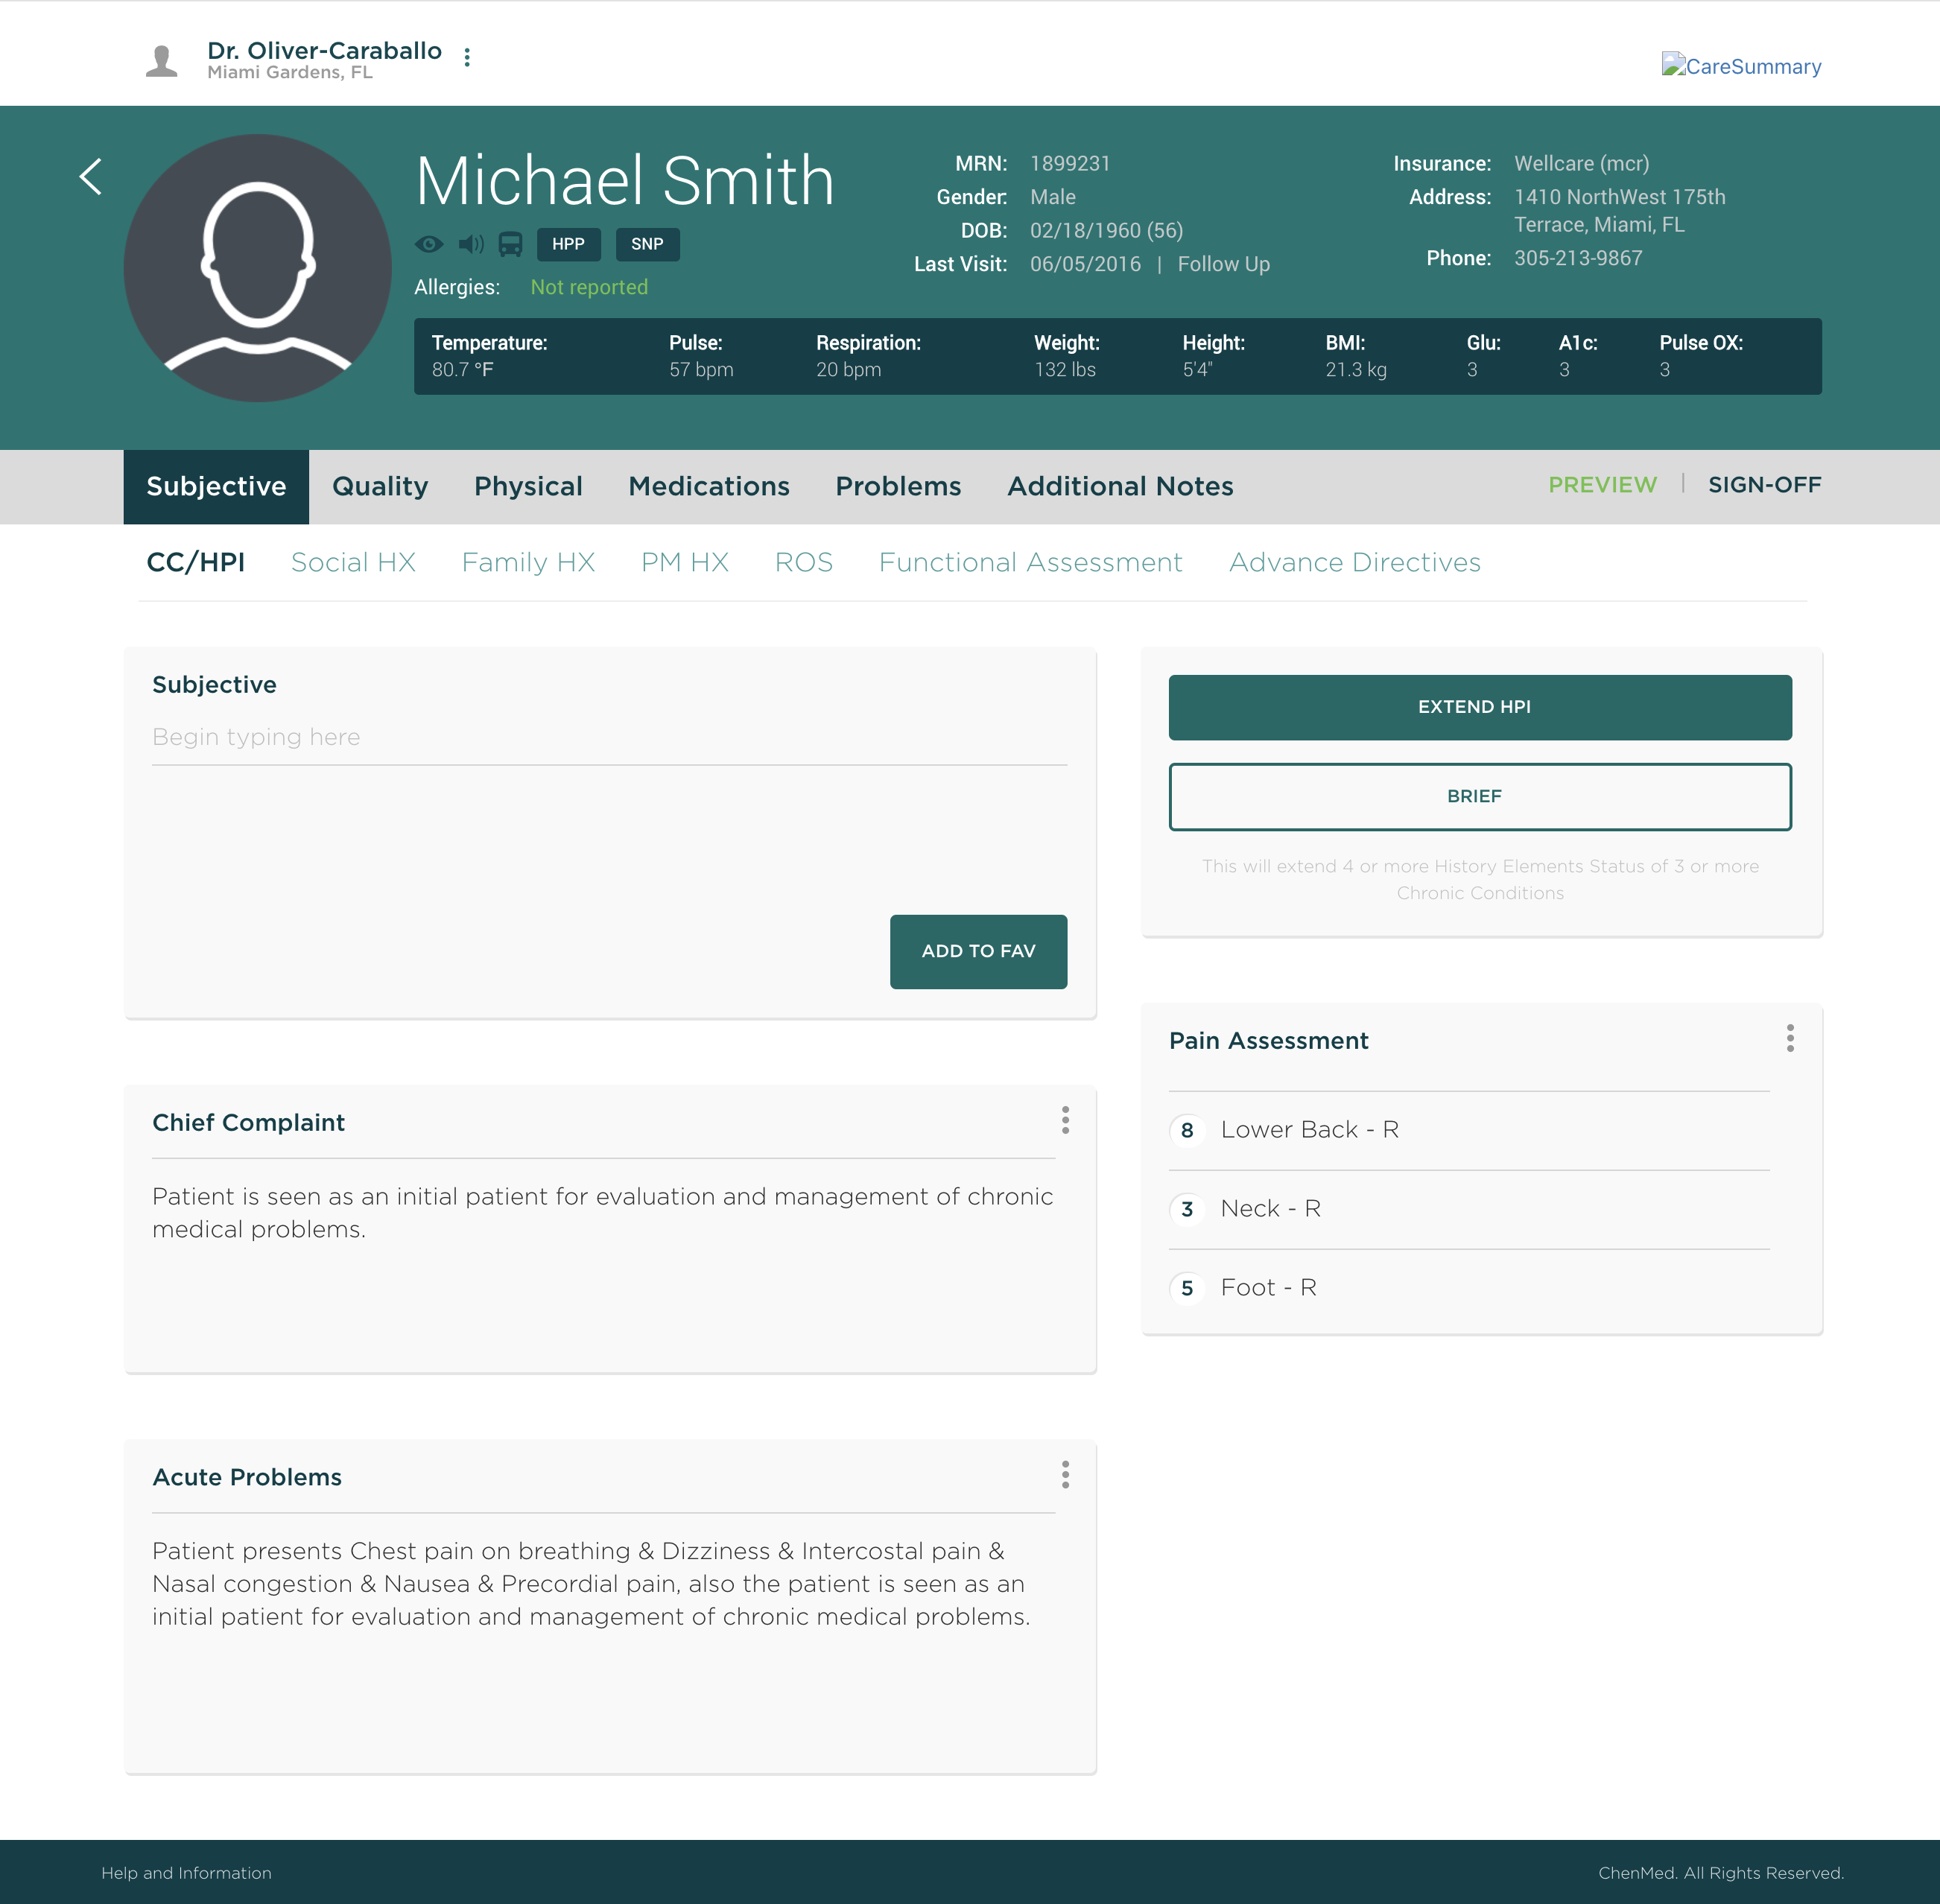 Dr. Oliver-Caraballo
Miami Gardens, FL
CareSummary
Michael Smith
HPP
SNP
Allergies: Not reported
MRN: 1899231
Gender: Male
DOB: 02/18/1960 (56)
Last Visit: 06/05/2016 | Follow Up
Insurance: Wellcare (mcr)
Address: 1410 NorthWest 175th
Terrace, Miami, FL
Phone: 305-213-9867
Temperature: Pulse: Respiration: Weight: Height: BMI: Glu: A1c: Pulse OX:
80.7 °F 57 bpm 20 bpm 132 lbs 5'4" 21.3 kg 3 3 3
Subjective Quality Physical Medications Problems Additional Notes PREVIEW | SIGN-OFF
CC/HPI Social HX Family HX PM HX ROS Functional Assessment Advance Directives
Subjective
Begin typing here
ADD TO FAV
EXTEND HPI
BRIEF
This will extend 4 or more History Elements Status of 3 or more
Chronic Conditions
Chief Complaint
Patient is seen as an initial patient for evaluation and management of chronic
medical problems.
Pain Assessment
8 Lower Back - R
3 Neck - R
5 Foot - R
Acute Problems
Patient presents Chest pain on breathing & Dizziness & Intercostal pain &
Nasal congestion & Nausea & Precordial pain, also the patient is seen as an
initial patient for evaluation and management of chronic medical problems.
Help and Information
ChenMed. All Rights Reserved.